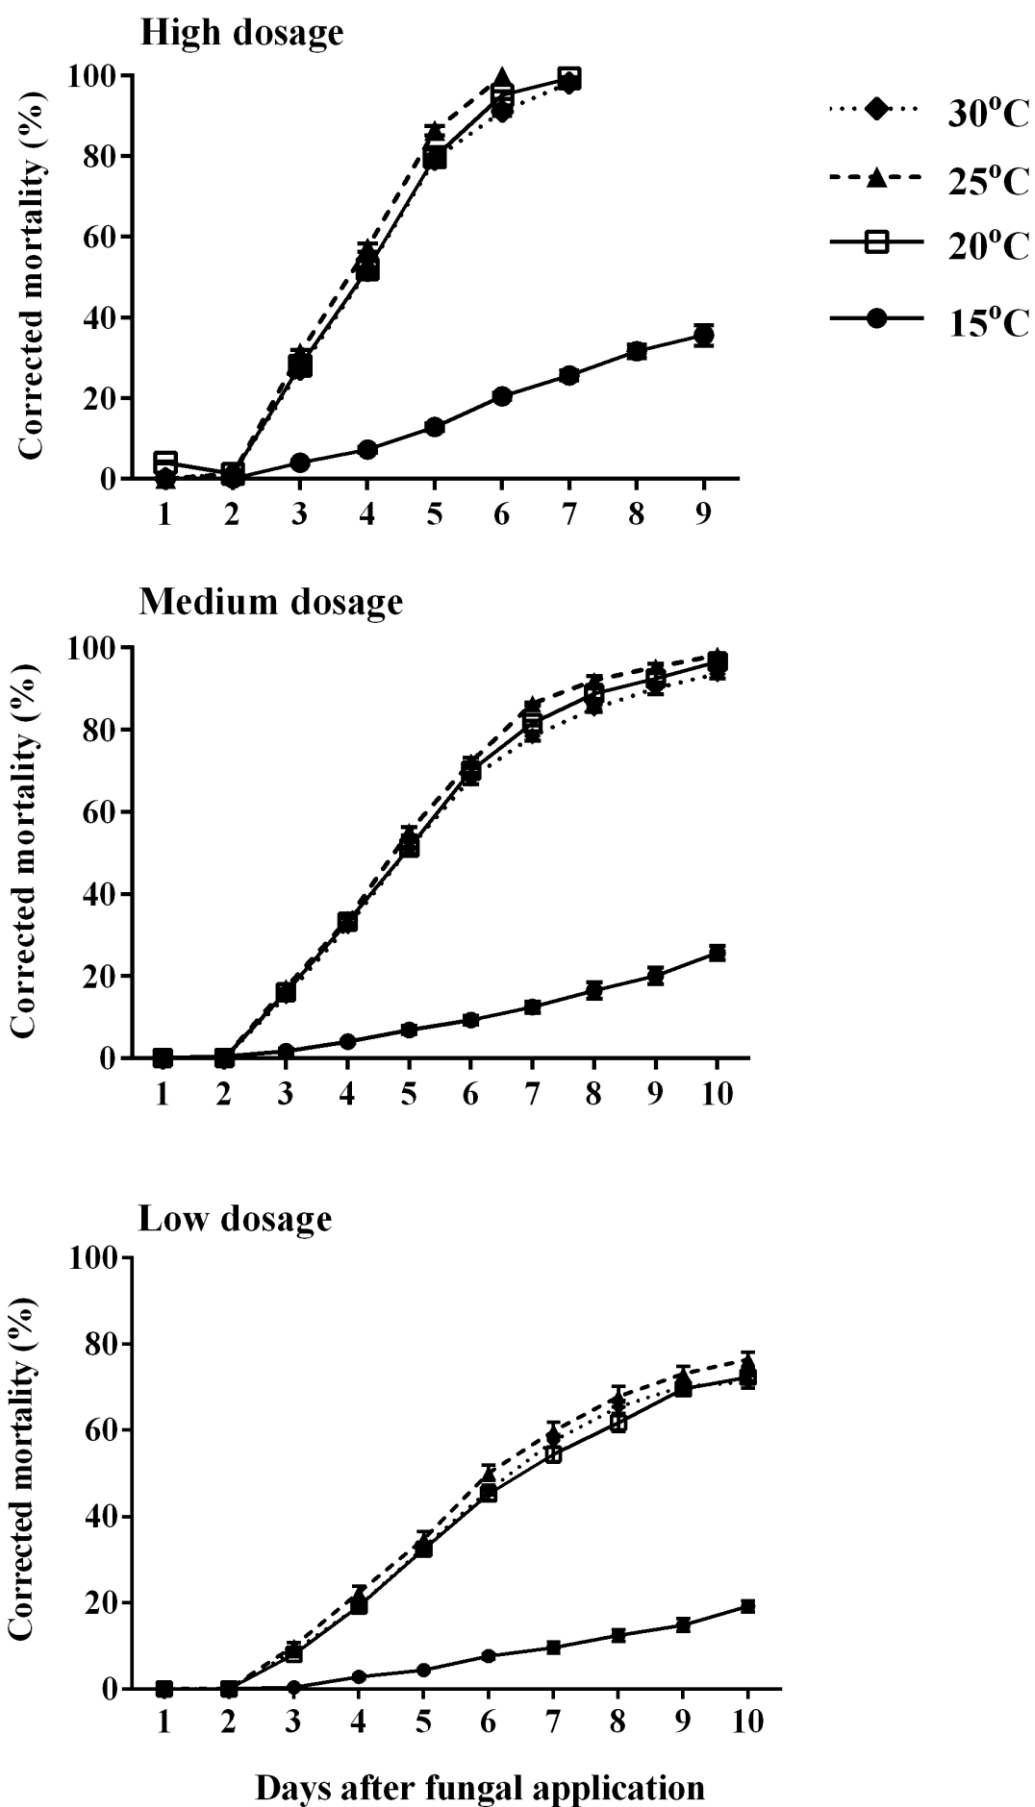 High dosage
Corrected mortality (%)
100
80
60
40
20
0
1 2 3 4 5 6 7 8 9
30°C
25°C
20°C
15°C
Medium dosage
Corrected mortality (%)
100
80
60
40
20
0
1 2 3 4 5 6 7 8 9 10
Low dosage
Corrected mortality (%)
100
80
60
40
20
0
1 2 3 4 5 6 7 8 9 10
Days after fungal application